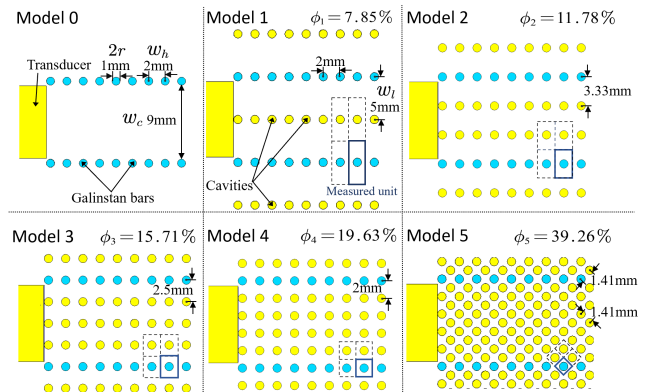 Model 0
Transducer
2r
1mm
w_h
2mm
w_c 9mm
Galinstan bars
Model 1
ϕ₁ = 7.85%
2mm
w_l
5mm
Cavities
Measured unit
Model 2
ϕ₂ = 11.78%
3.33mm
Model 3
ϕ₃ = 15.71%
2.5mm
Model 4
ϕ₄ = 19.63%
2mm
Model 5
ϕ₅ = 39.26%
1.41mm
1.41mm